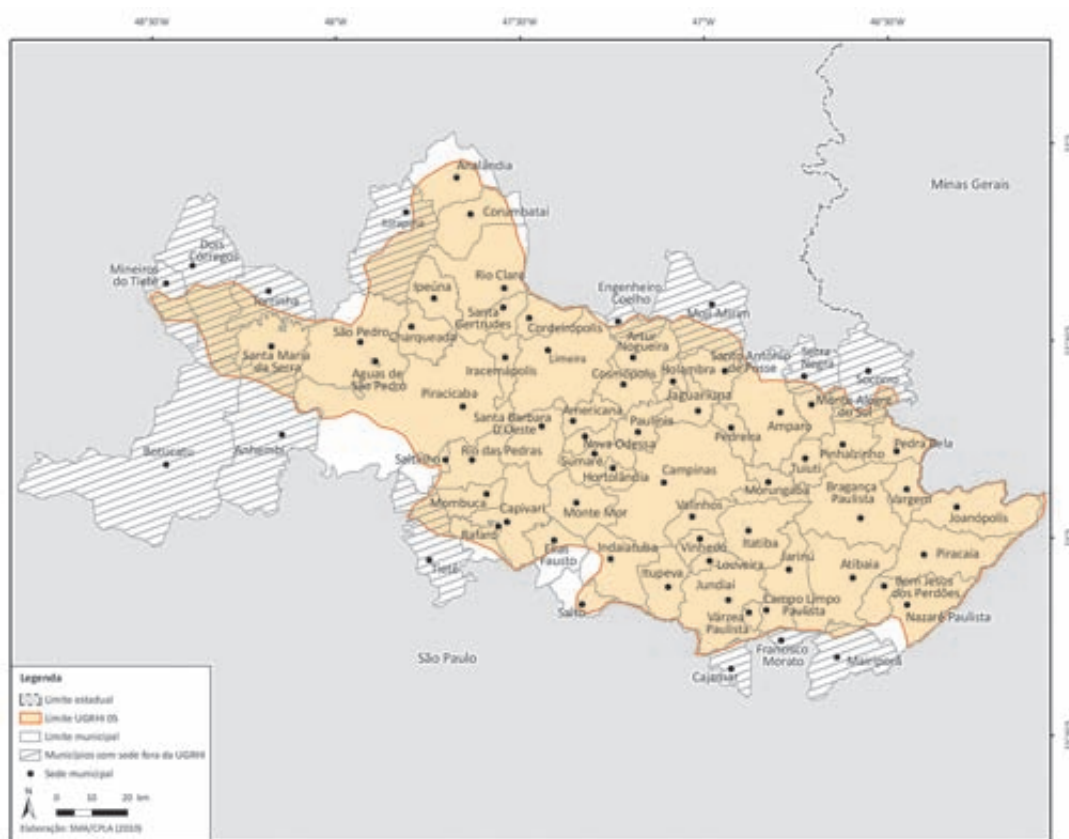 48°30'W
48°W
47°30'W
47°W
46°30'W
Minas Gerais
Analândia
Corumbataí
Itirapina
Dois
Córregos
Mineiros
do Tietê
Torrinha
Rio Claro
Ipeúna
Santa
Gertrudes
Engenheiro
Coelho
Moji-Mirim
São Pedro
Charqueada
Cordeirópolis
Artur
Nogueira
Santa Maria
da Serra
Águas de
São Pedro
Iracemápolis
Limeira
Cosmópolis
Holambra
Santo Antônio
de Posse
Serra
Negra
Socorro
Piracicaba
Jaguariúna
Monte Alegre
do Sul
Santa Bárbara
D'Oeste
Americana
Paulínia
Pedreira
Amparo
Pedra Bela
Pinhalzinho
Botucatu
Anhembi
Saltinho
Rio das Pedras
Nova Odessa
Sumaré
Hortolândia
Campinas
Tuiuti
Morungaba
Bragança
Paulista
Vargem
Joanópolis
Mombuca
Capivari
Rafard
Monte Mor
Valinhos
Tietê
Elias
Fausto
Indaiatuba
Vinhedo
Itatiba
Louveira
Jarinu
Atibaia
Piracaia
Salto
Itupeva
Jundiaí
Várzea
Paulista
Campo Limpo
Paulista
Bom Jesus
dos Perdões
Nazaré Paulista
São Paulo
Cajamar
Francisco
Morato
Mairiporã
Legenda
Limite estadual
Limite UGRHI 05
Limite municipal
Municípios com sede fora da UGRHI
Sede municipal
N
0 10 20 km
Elaboração: SMA/CPLA (2010)